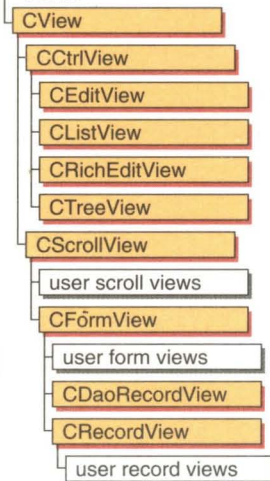 CView
CCtrlView
CEditView
CListView
CRichEditView
CTreeView
CScrollView
user scroll views
CFormView
user form views
CDaoRecordView
CRecordView
user record views